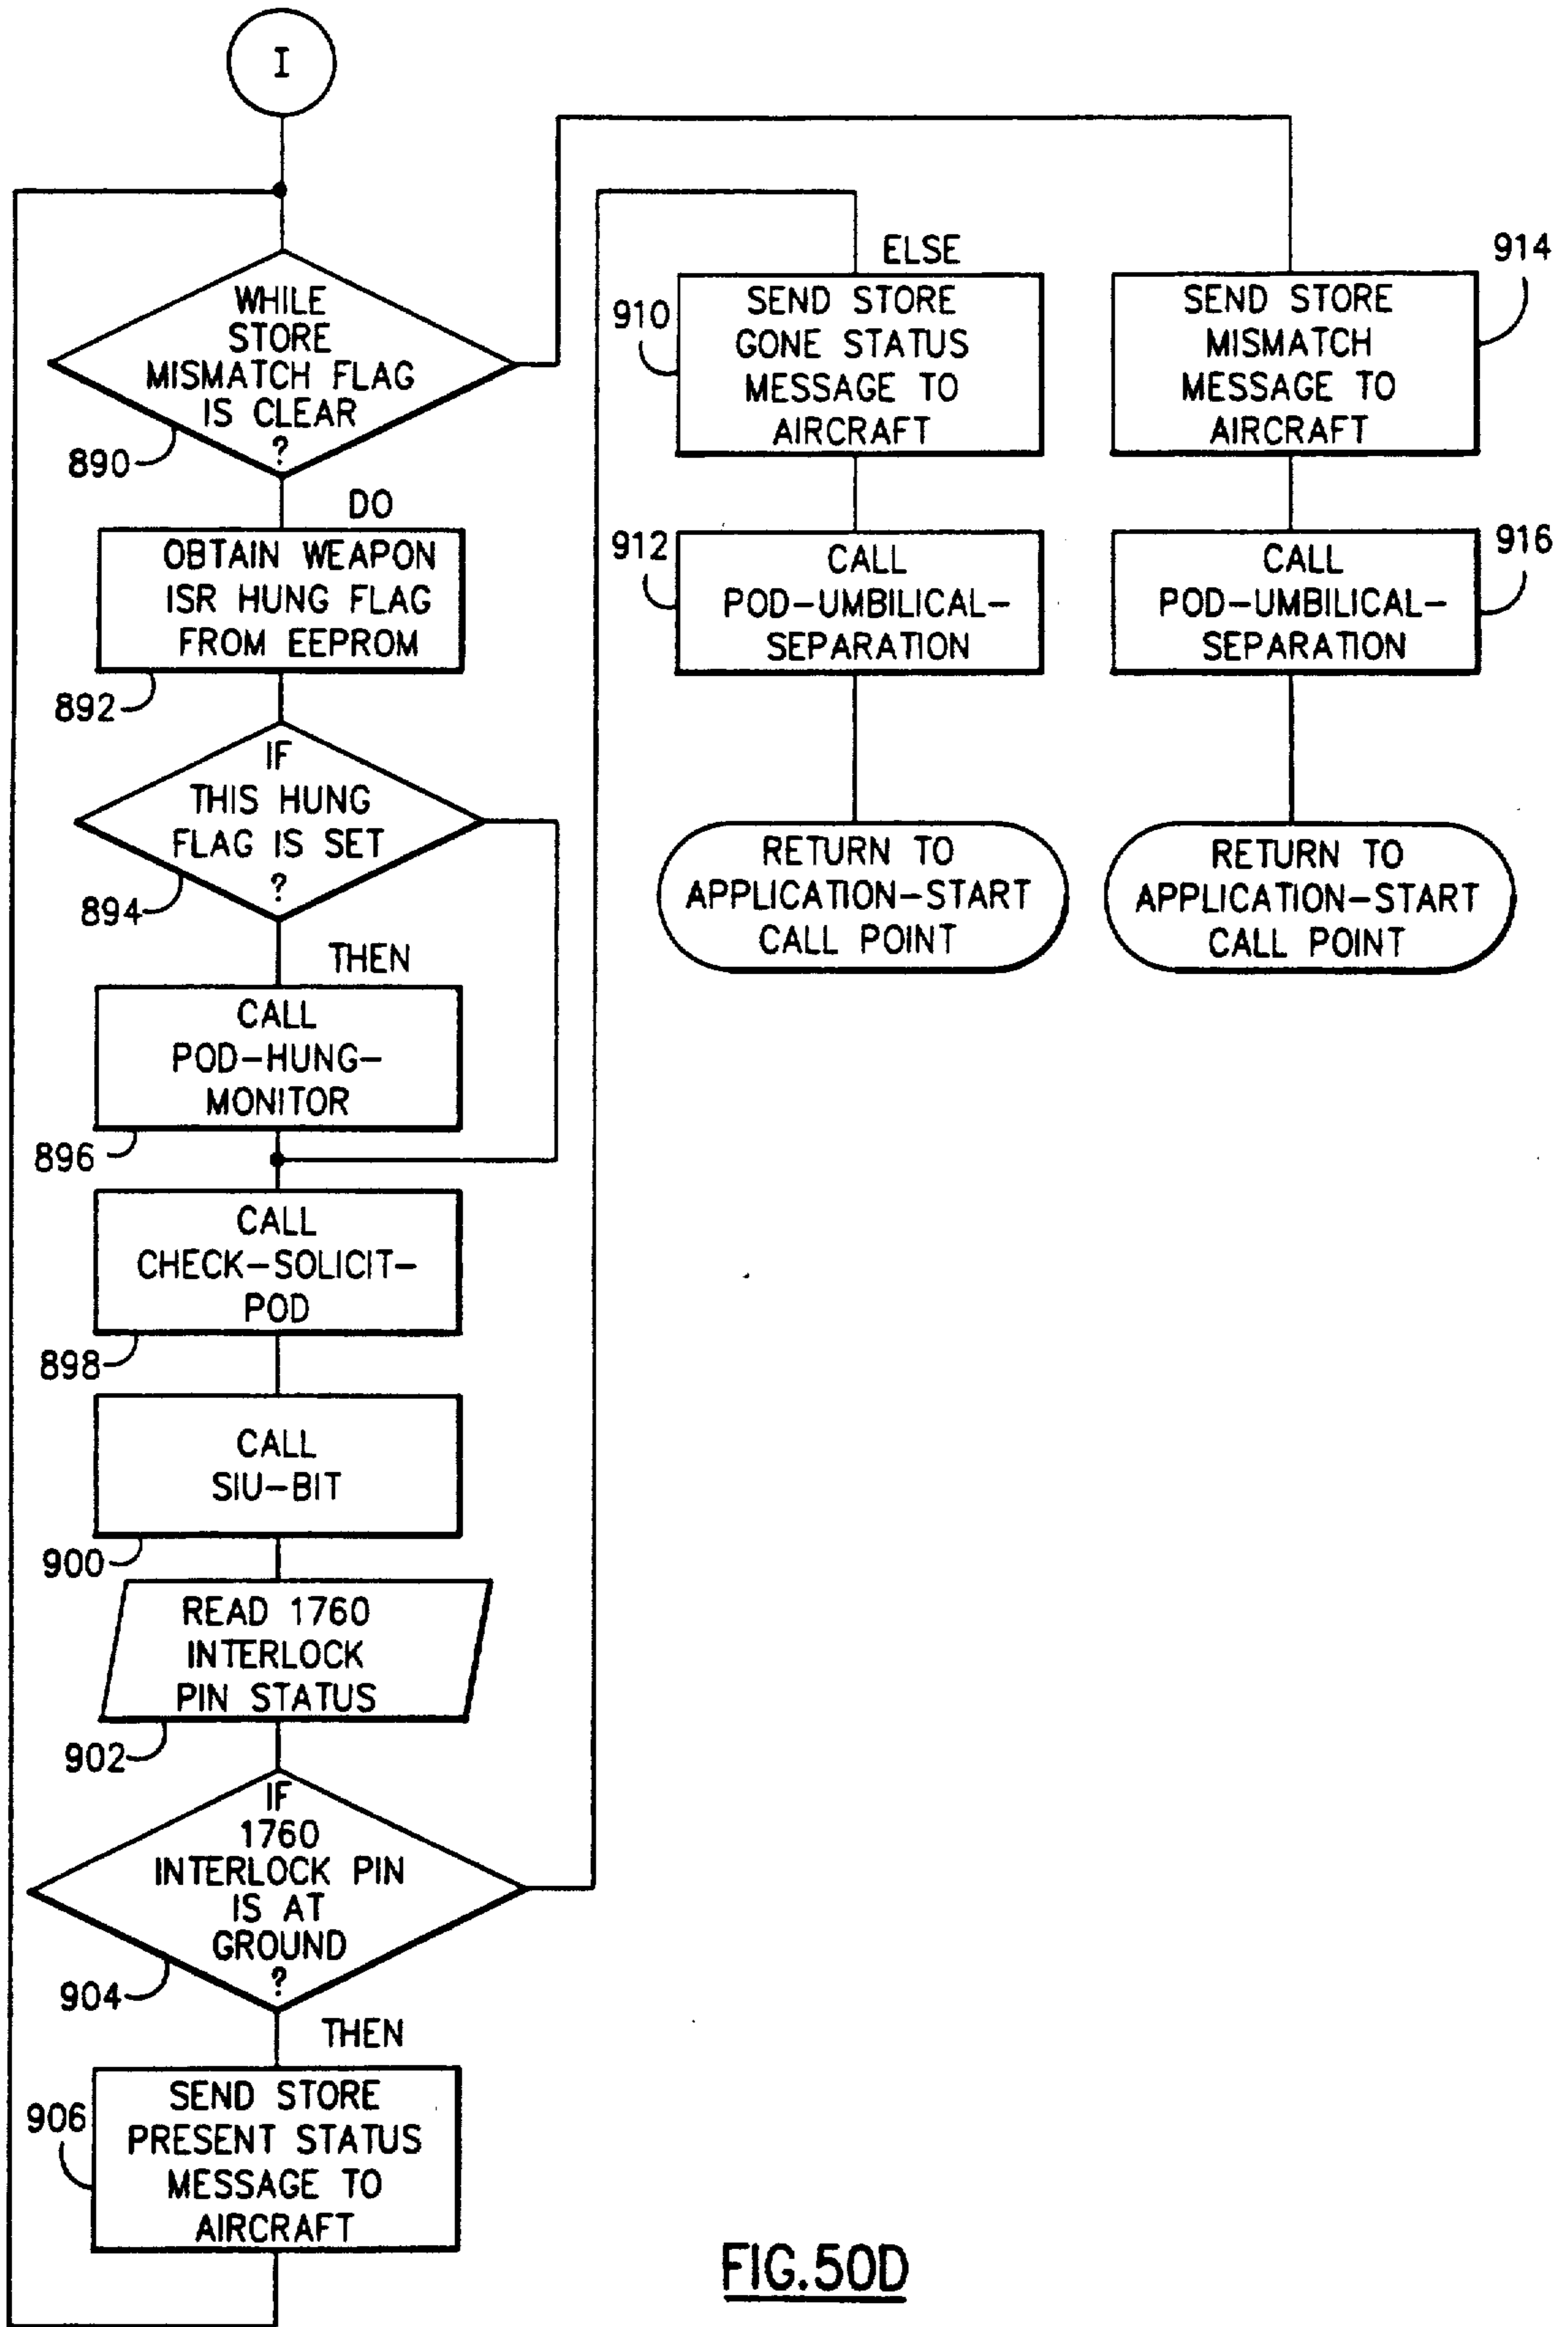 I
WHILE
STORE
MISMATCH FLAG
IS CLEAR
?
890
DO
OBTAIN WEAPON
ISR HUNG FLAG
FROM EEPROM
892
IF
THIS HUNG
FLAG IS SET
?
894
THEN
CALL
POD-HUNG-
MONITOR
896
CALL
CHECK-SOLICIT-
POD
898
CALL
SIU-BIT
900
READ 1760
INTERLOCK
PIN STATUS
902
IF
1760
INTERLOCK PIN
IS AT
GROUND
?
904
THEN
906
SEND STORE
PRESENT STATUS
MESSAGE TO
AIRCRAFT
ELSE
910
SEND STORE
GONE STATUS
MESSAGE TO
AIRCRAFT
912
CALL
POD-UMBILICAL-
SEPARATION
RETURN TO
APPLICATION-START
CALL POINT
914
SEND STORE
MISMATCH
MESSAGE TO
AIRCRAFT
916
CALL
POD-UMBILICAL-
SEPARATION
RETURN TO
APPLICATION-START
CALL POINT
FIG.50D